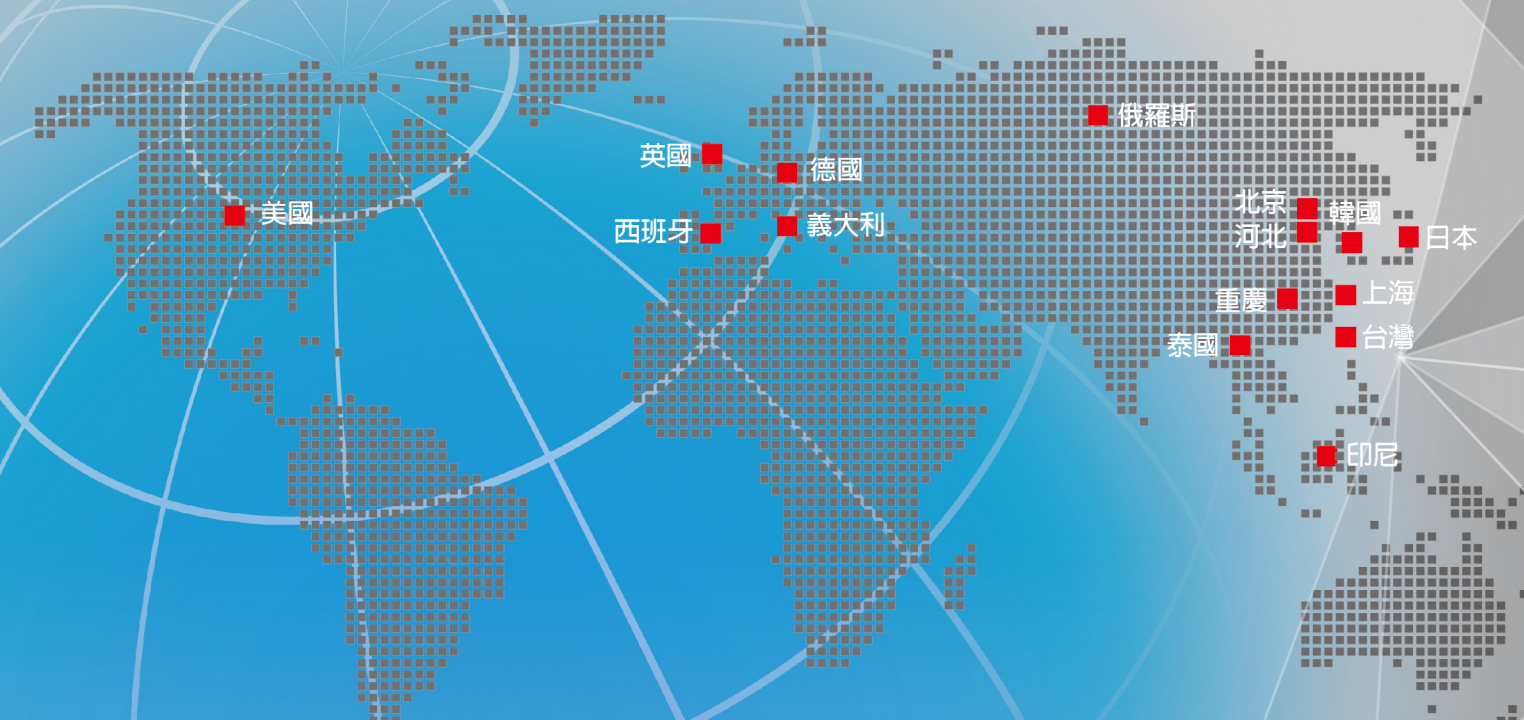 俄羅斯
英國
德國
美國
西班牙
義大利
北京
韓國
河北
日本
重慶
上海
泰國
台灣
印尼